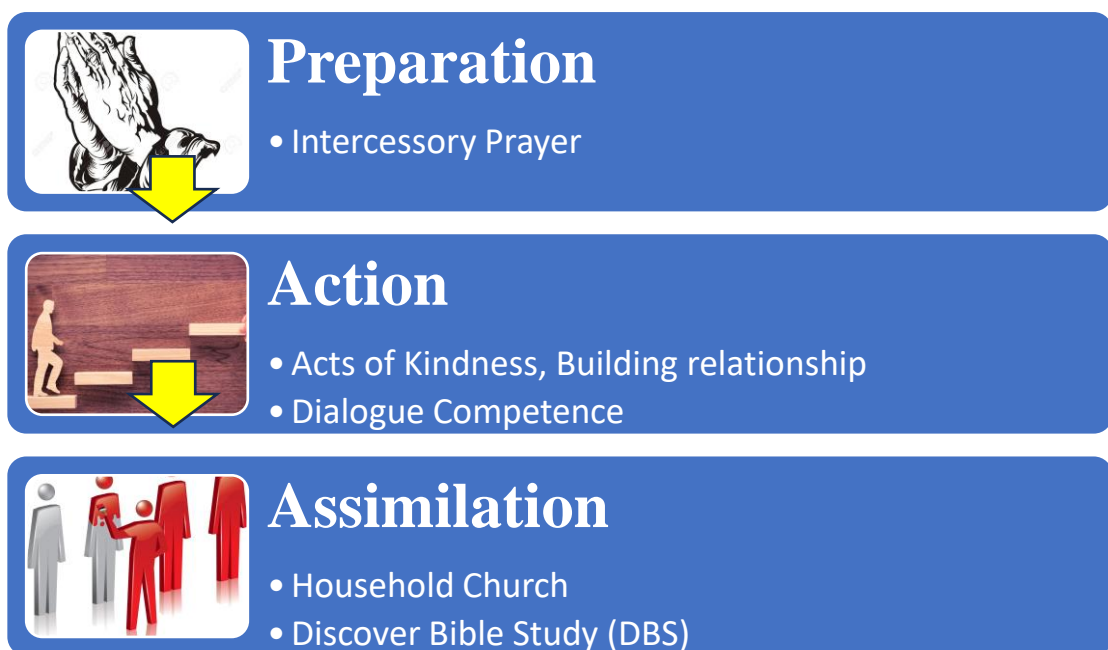 Preparation
• Intercessory Prayer
Action
• Acts of Kindness, Building relationship
• Dialogue Competence
Assimilation
• Household Church
• Discover Bible Study (DBS)